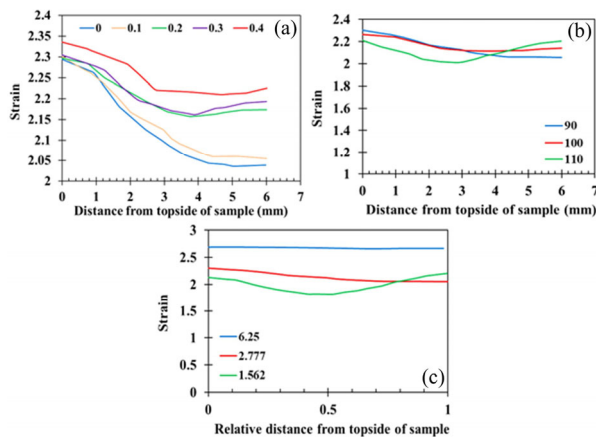 0 0.1 0.2 0.3 0.4 (a)
2.4
2.35
2.3
2.25
2.2
2.15
2.1
2.05
2
Strain
0 1 2 3 4 5 6 7
Distance from topside of sample (mm)
(b)
2.4
2.2
2
1.8
1.6
1.4
1.2
1
Strain
90
100
110
0 1 2 3 4 5 6 7
Distance from topside of sample (mm)
3
2.5
2
1.5
1
0.5
0
Strain
6.25
2.777
1.562
(c)
0 0.5 1
Relative distance from topside of sample